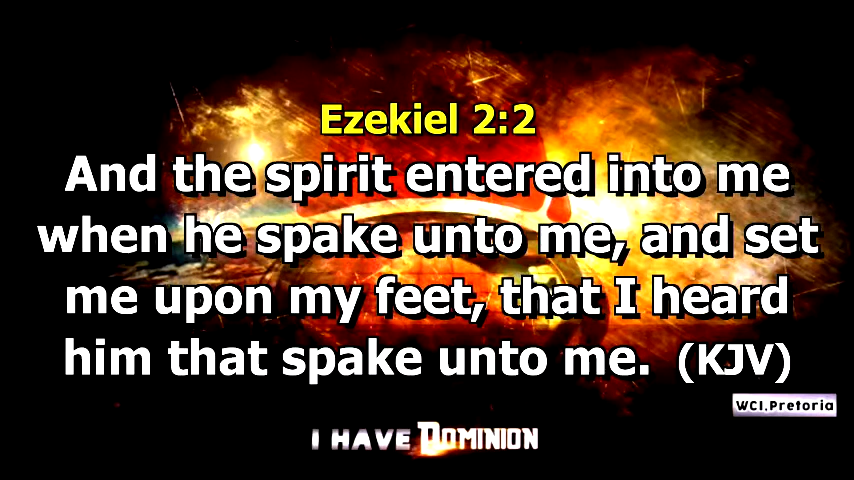 Ezekiel 2:2
And the spirit entered into me
when he spake unto me, and set
me upon my feet, that I heard
him that spake unto me. (KJV)
WCI.Pretoria
I HAVE DOMINION